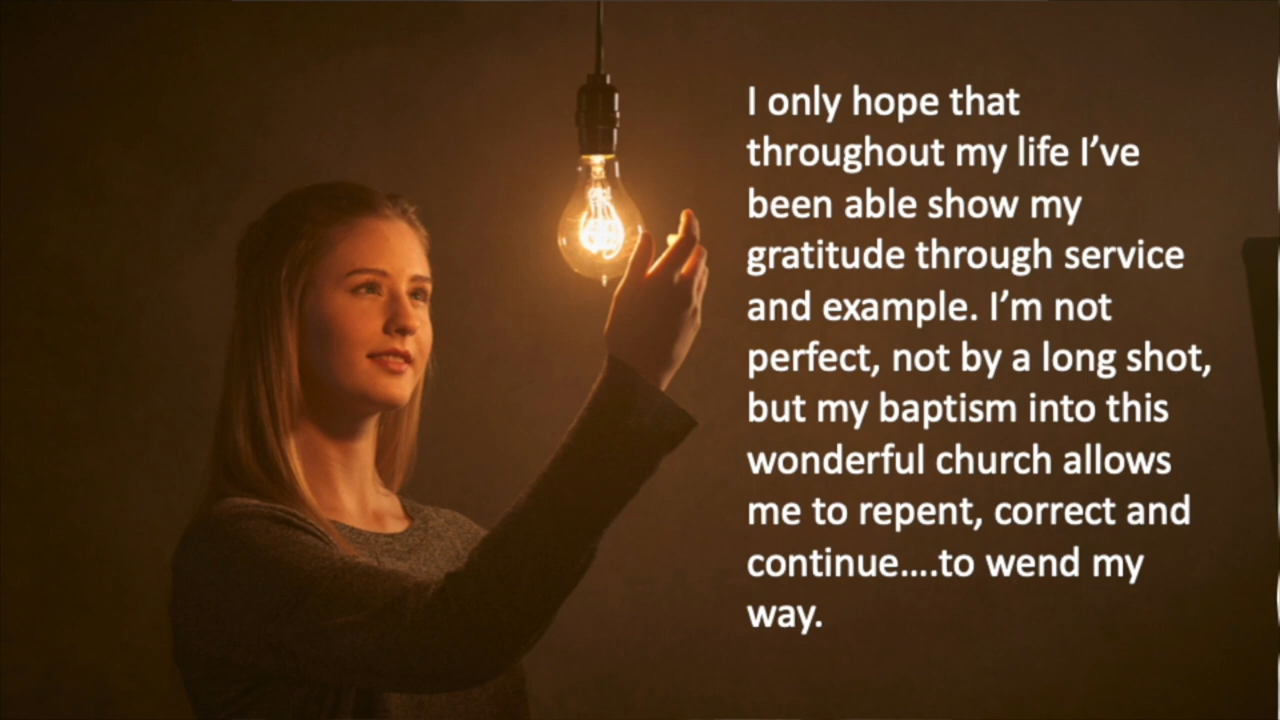 I only hope that
throughout my life I’ve
been able show my
gratitude through service
and example. I’m not
perfect, not by a long shot,
but my baptism into this
wonderful church allows
me to repent, correct and
continue....to wend my
way.